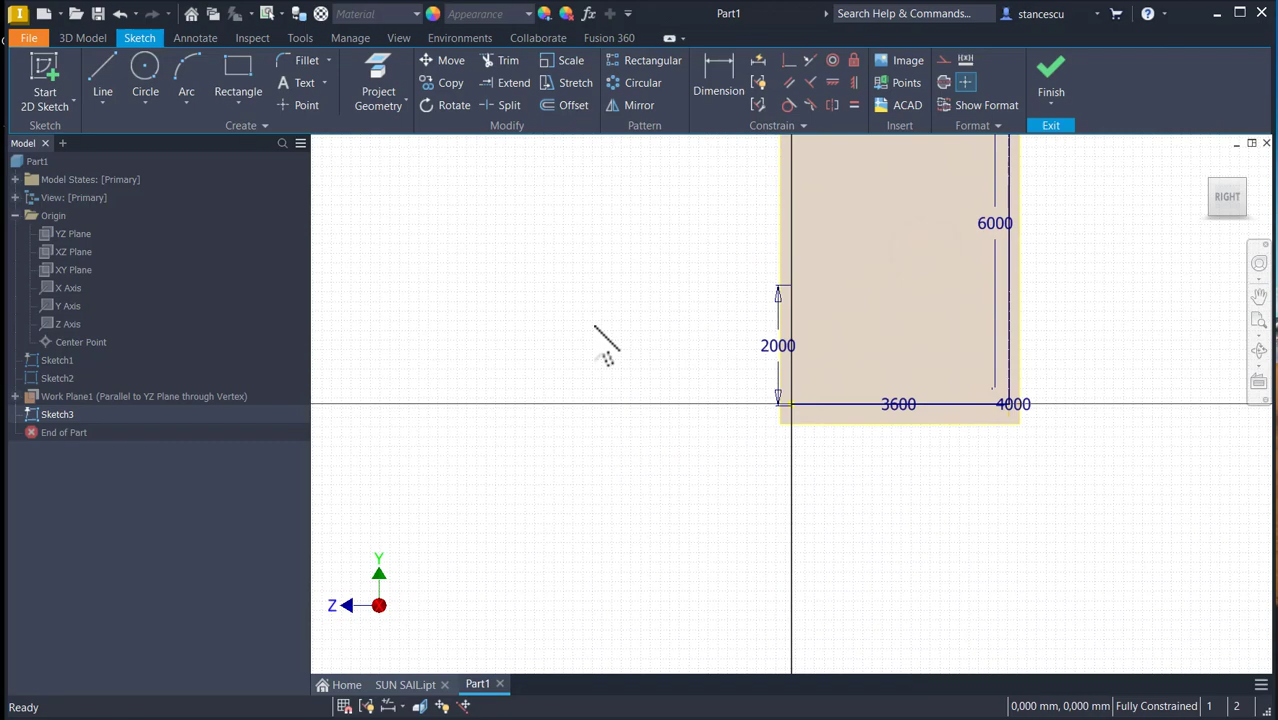 Material
Appearance
fx
Part1
Search Help & Commands...
stancescu
File
3D Model
Sketch
Annotate
Inspect
Tools
Manage
View
Environments
Collaborate
Fusion 360
Start
2D Sketch
Line
Circle
Arc
Rectangle
Fillet
Text
Point
Project
Geometry
Move
Copy
Rotate
Trim
Extend
Split
Scale
Stretch
Offset
Rectangular
Circular
Mirror
Dimension
Image
Points
ACAD
Show Format
Finish
Sketch
Create
Modify
Pattern
Constrain
Insert
Format
Exit
Model
Part1
Model States: [Primary]
View: [Primary]
Origin
YZ Plane
XZ Plane
XY Plane
X Axis
Y Axis
Z Axis
Center Point
Sketch1
Sketch2
Work Plane1 (Parallel to YZ Plane through Vertex)
Sketch3
End of Part
RIGHT
6000
2000
3600
4000
Y
Z
Home
SUN SAIL.ipt
Part1
Ready
0,000 mm, 0,000 mm
Fully Constrained
1
2